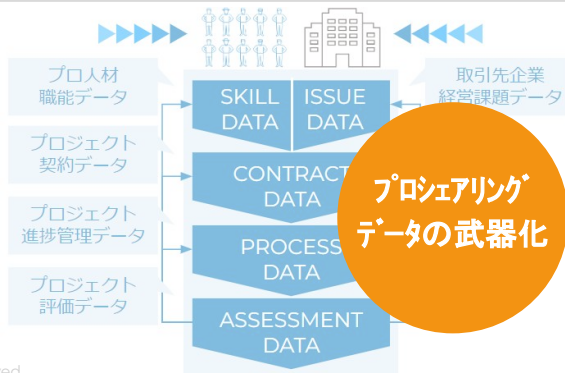 プロ人材
職能データ
取引先企業
経営課題データ
SKILL
DATA
ISSUE
DATA
プロジェクト
契約データ
CONTRACT
DATA
プロシェアリング
データの武器化
プロジェクト
進捗管理データ
PROCESS
DATA
プロジェクト
評価データ
ASSESSMENT
DATA